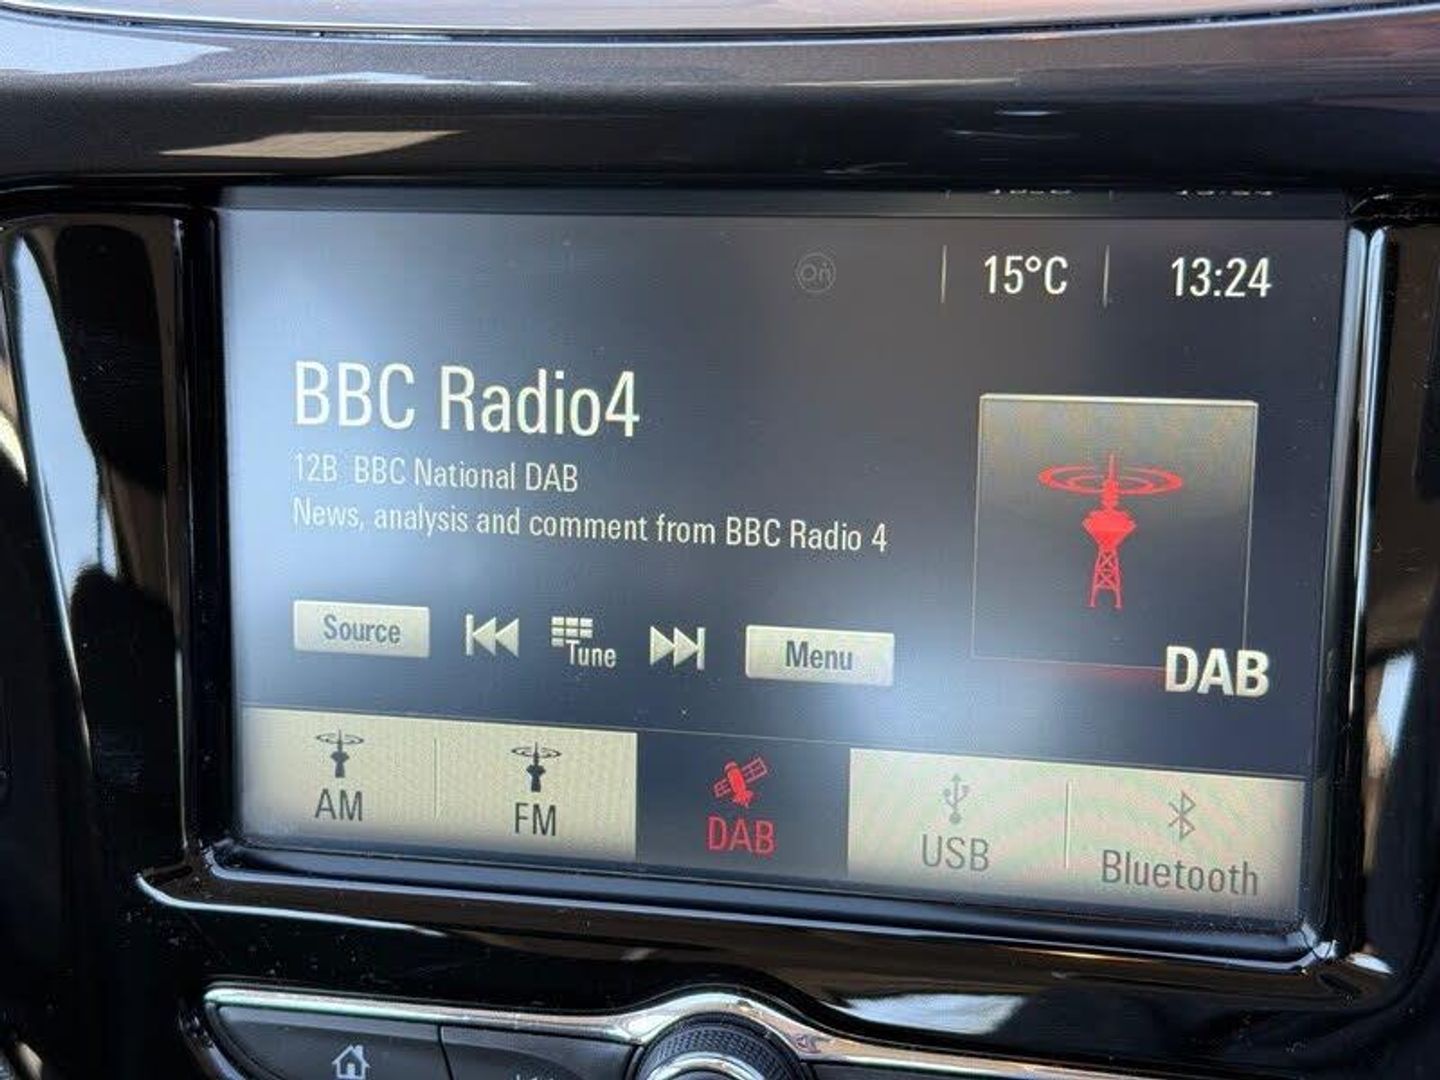 On
15°C
13:24
BBC Radio4
12B BBC National DAB
News, analysis and comment from BBC Radio 4
Source
Tune
Menu
DAB
AM
FM
DAB
USB
Bluetooth